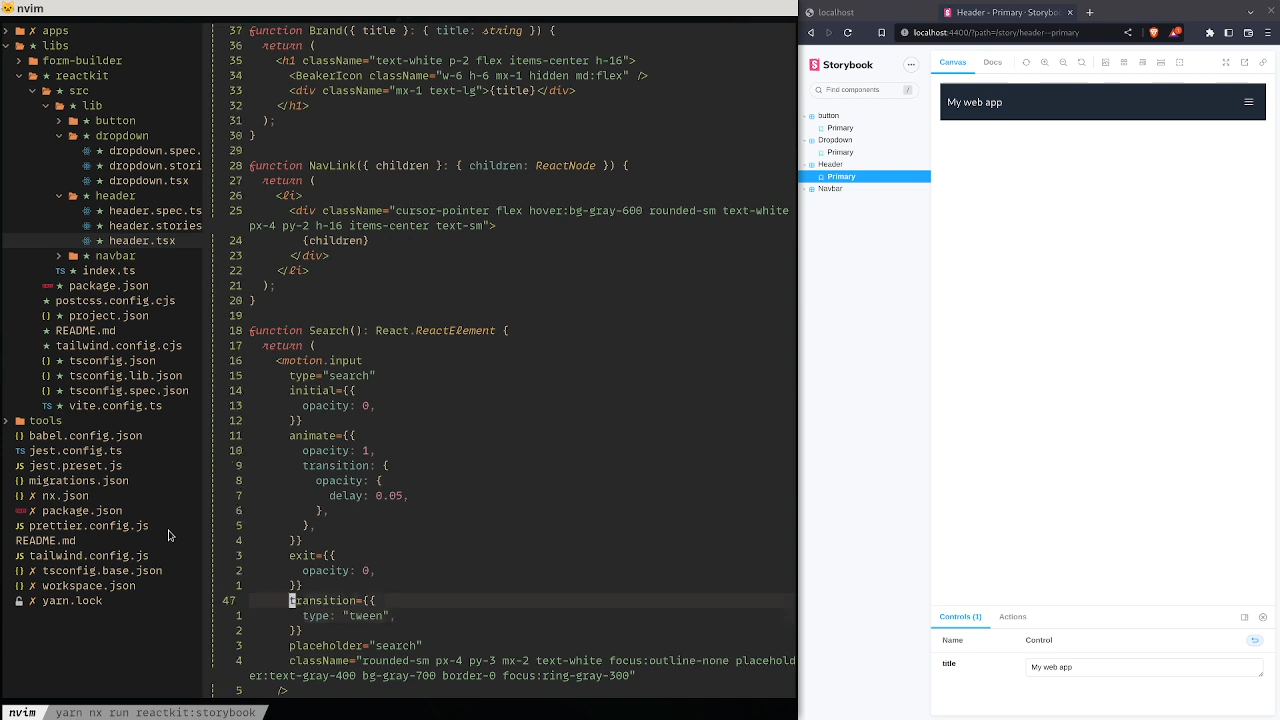 nvim
apps
libs
form-builder
reactkit
src
lib
button
dropdown
dropdown.spec.
dropdown.stori
dropdown.tsx
header
header.spec.ts
header.stories
header.tsx
navbar
TS index.ts
package.json
postcss.config.cjs
project.json
README.md
tailwind.config.cjs
{} tsconfig.json
{} tsconfig.lib.json
{} tsconfig.spec.json
TS vite.config.ts
tools
{} babel.config.json
JS jest.config.ts
JS jest.preset.js
{} migrations.json
{} nx.json
package.json
JS prettier.config.js
README.md
JS tailwind.config.js
{} tsconfig.base.json
{} workspace.json
yarn.lock
37 function Brand({ title }: { title: string }) {
36 return (
35 <h1 className="text-white p-2 flex items-center h-16">
34 <BeakerIcon className="w-6 h-6 mx-1 hidden md:flex" />
33 <div className="mx-1 text-lg">{title}</div>
32 </h1>
31 );
30 }
29
28 function NavLink({ children }: { children: ReactNode }) {
27 return (
26 <li>
25 <div className="cursor-pointer flex hover:bg-gray-600 rounded-sm text-white
px-4 py-2 h-16 items-center text-sm">
24 {children}
23 </div>
22 </li>
21 );
20 }
19
18 function Search(): React.ReactElement {
17 return (
16 <motion.input
15 type="search"
14 initial={{
13 opacity: 0,
12 }}
11 animate={{
10 opacity: 1,
9 transition: {
8 opacity: {
7 delay: 0.05,
6 },
5 },
4 }}
3 exit={{
2 opacity: 0,
1 }}
47 transition={{
1 type: "tween",
2 }}
3 placeholder="search"
4 className="rounded-sm px-4 py-3 mx-2 text-white focus:outline-none placehold
er:text-gray-400 bg-gray-700 border-0 focus:ring-gray-300"
5 />
nvim yarn nx run reactkit:storybook
localhost
Header - Primary · Storyboo
localhost:4400/?path=/story/header--primary
Storybook
Find components /
button
Primary
Dropdown
Primary
Header
Primary
Navbar
Canvas Docs
My web app
Controls (1) Actions
Name Control
title My web app